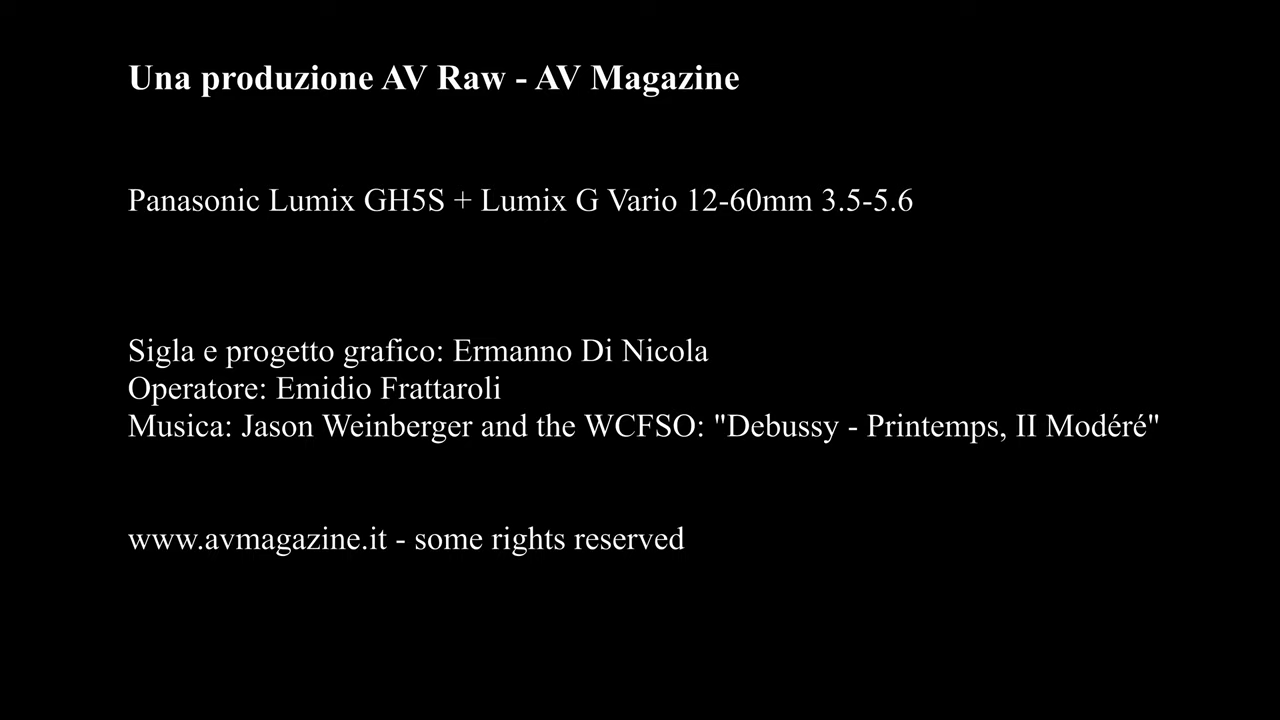 Una produzione AV Raw - AV Magazine
Panasonic Lumix GH5S + Lumix G Vario 12-60mm 3.5-5.6
Sigla e progetto grafico: Ermanno Di Nicola
Operatore: Emidio Frattaroli
Musica: Jason Weinberger and the WCFSO: "Debussy - Printemps, II Modéré"
www.avmagazine.it - some rights reserved